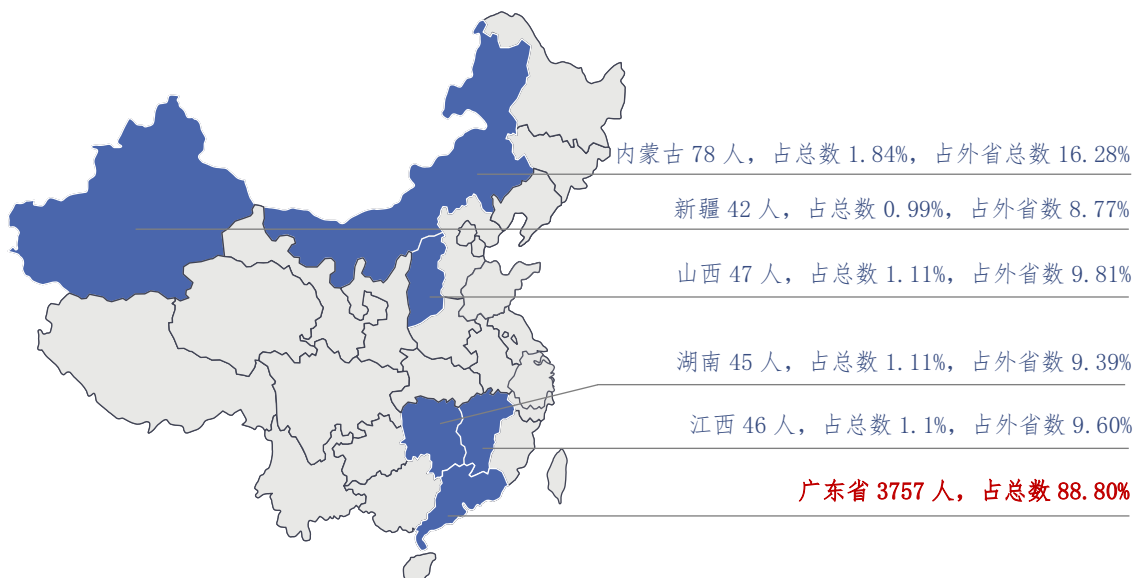 内蒙古 78 人，占总数 1.84%，占外省总数 16.28%
新疆 42 人，占总数 0.99%，占外省数 8.77%
山西 47 人，占总数 1.11%，占外省数 9.81%
湖南 45 人，占总数 1.11%，占外省数 9.39%
江西 46 人，占总数 1.1%，占外省数 9.60%
广东省 3757 人，占总数 88.80%